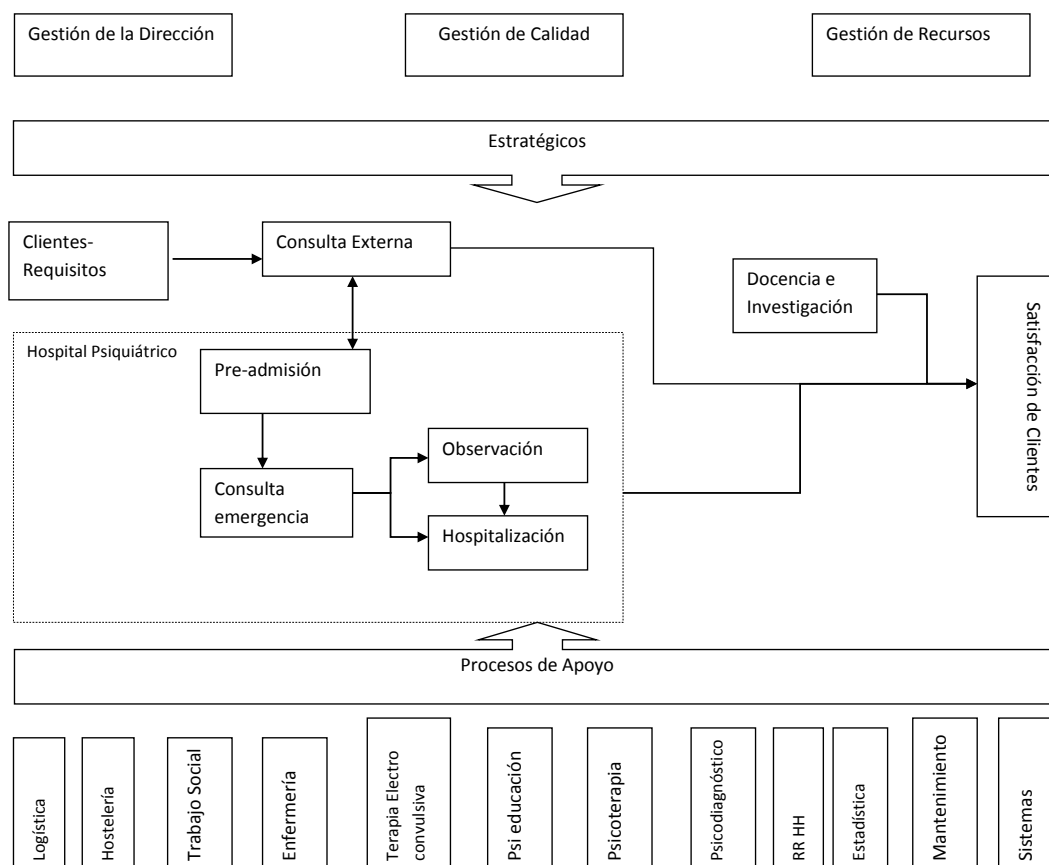 Gestión de la Dirección
Gestión de Calidad
Gestión de Recursos
Estratégicos
Clientes-
Requisitos
Consulta Externa
Docencia e
Investigación
Satisfacción de Clientes
Hospital Psiquiátrico
Pre-admisión
Observación
Consulta
emergencia
Hospitalización
Procesos de Apoyo
Logística
Hostelería
Trabajo Social
Enfermería
Terapia Electro
convulsiva
Psi educación
Psicoterapia
Psicodiagnóstico
RR HH
Estadística
Mantenimiento
Sistemas